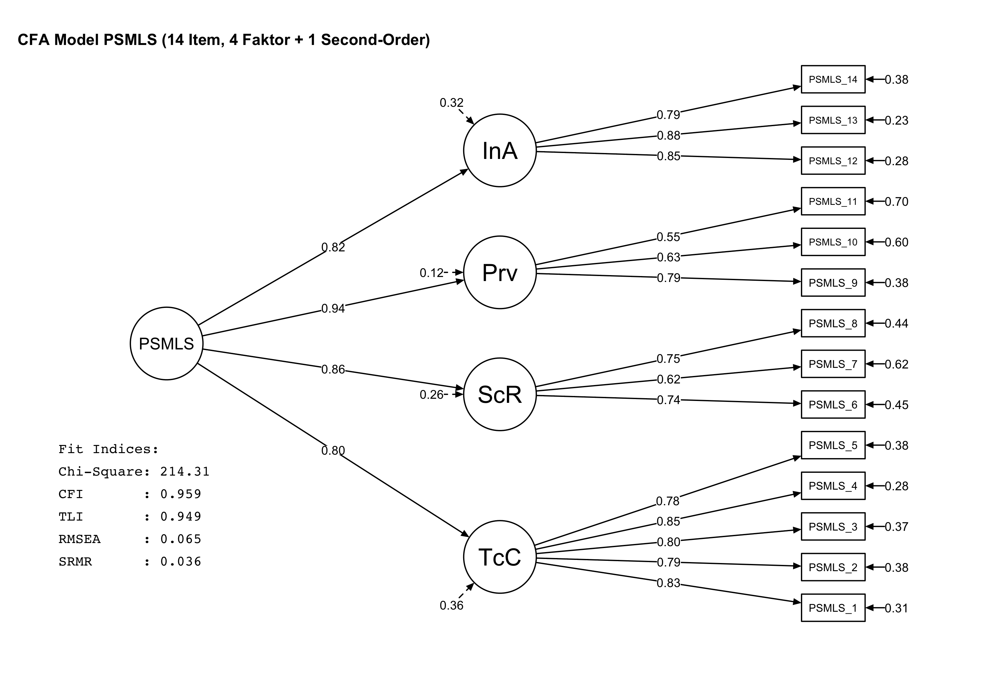 CFA Model PSMLS (14 Item, 4 Faktor + 1 Second-Order)
PSMLS_14
0.38
0.32
0.79
PSMLS_13
0.23
0.88
InA
0.85
PSMLS_12
0.28
PSMLS_11
0.70
0.55
0.82
PSMLS_10
0.60
0.63
0.12
Prv
0.79
PSMLS_9
0.38
0.94
PSMLS_8
0.44
PSMLS
0.75
0.86
PSMLS_7
0.62
0.62
0.26
ScR
0.74
PSMLS_6
0.45
PSMLS_5
0.38
0.80
Fit Indices:
Chi-Square: 214.31
CFI : 0.959
TLI : 0.949
RMSEA : 0.065
SRMR : 0.036
0.78
PSMLS_4
0.28
0.85
PSMLS_3
0.37
0.80
TcC
0.79
PSMLS_2
0.38
0.83
0.36
PSMLS_1
0.31